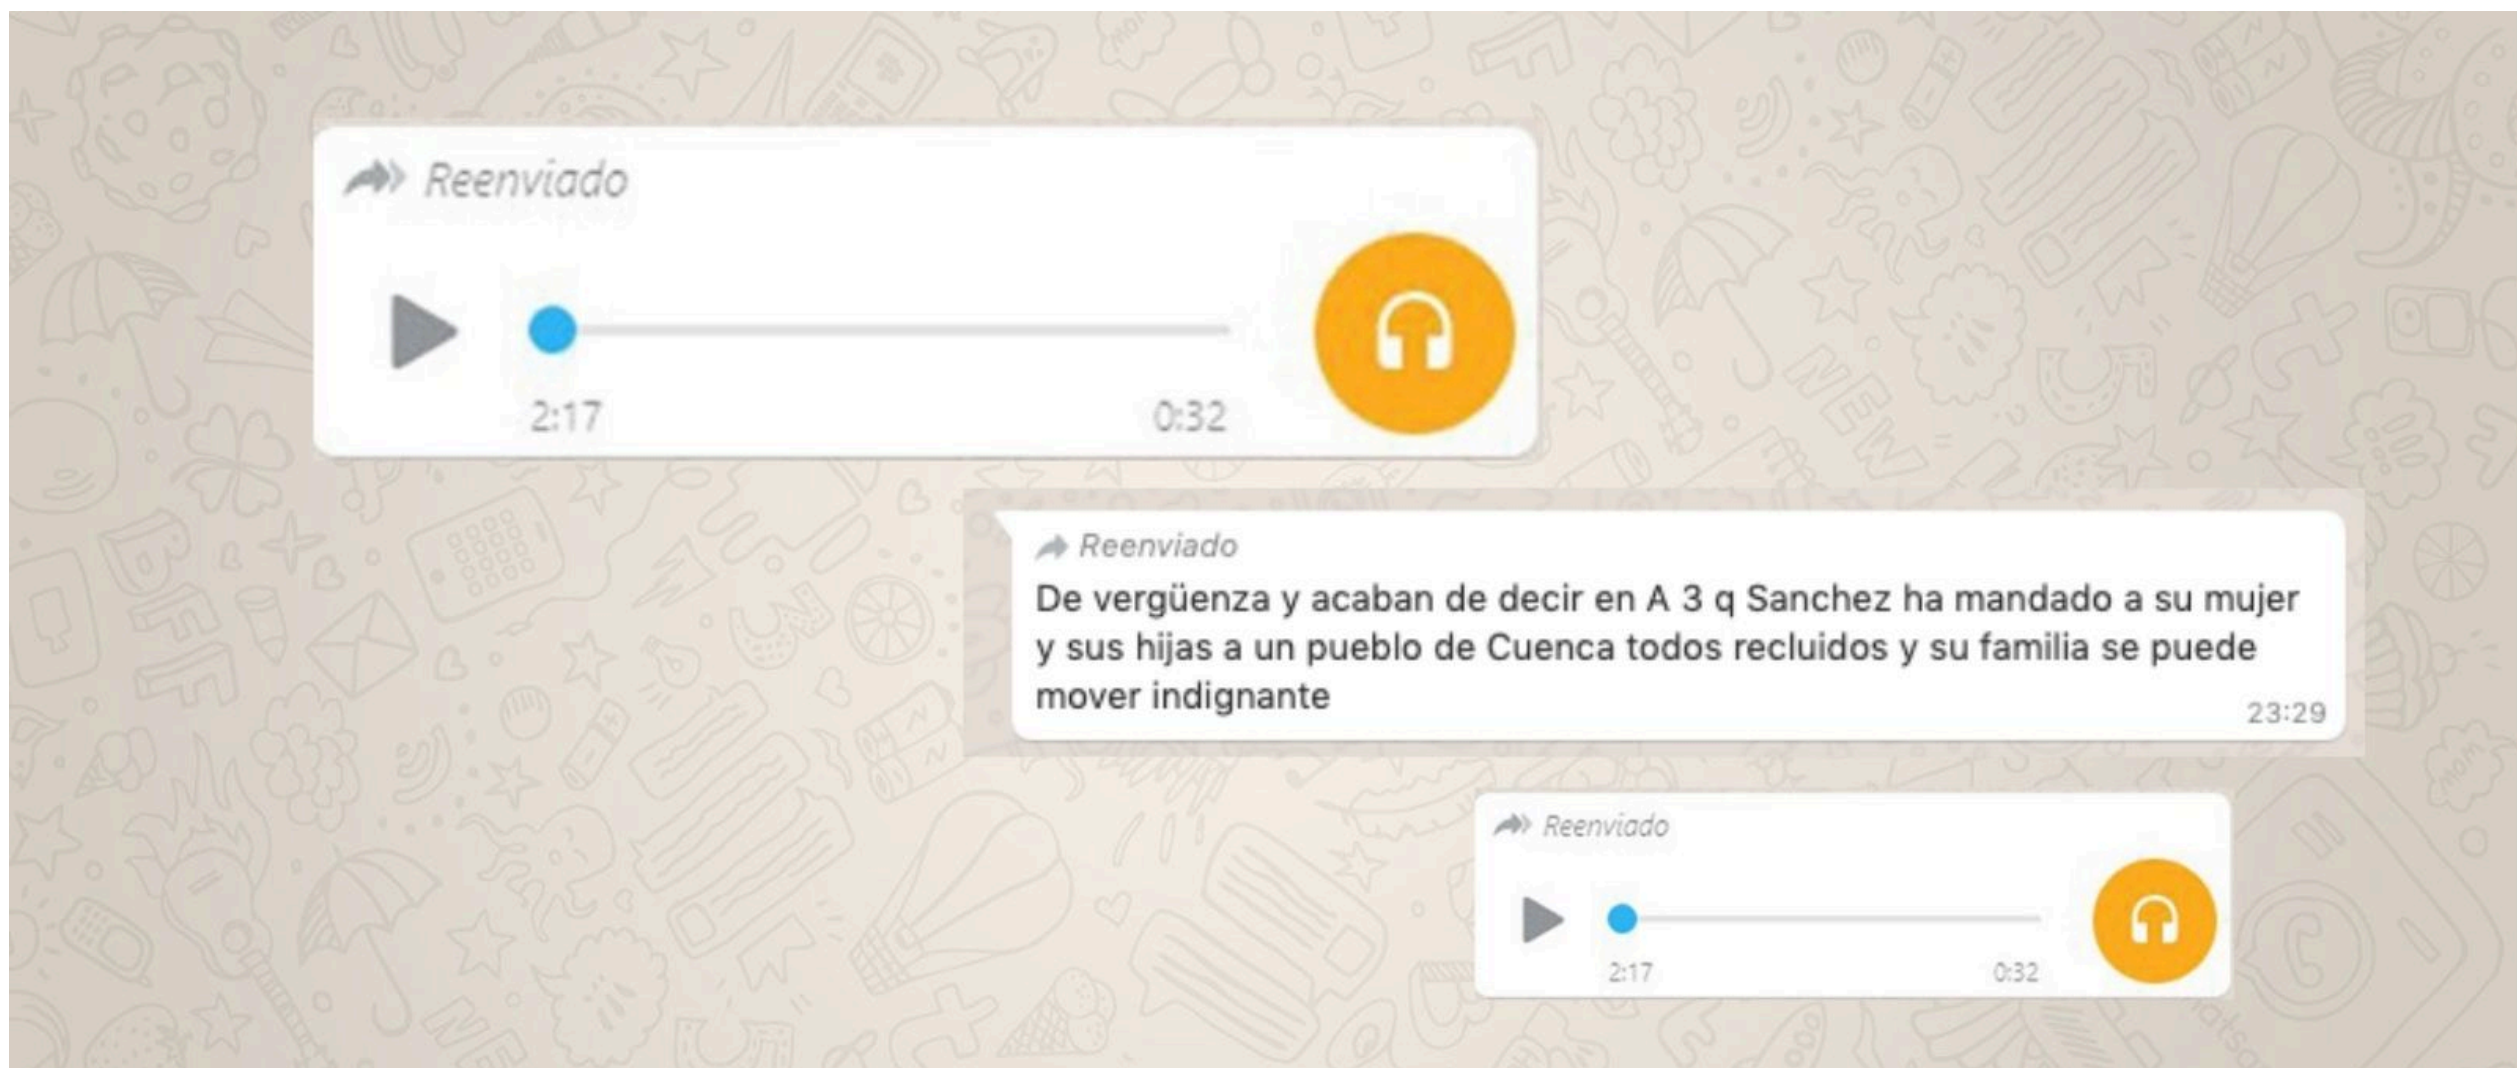 Reenviado
2:17 0:32
Reenviado
De vergüenza y acaban de decir en A 3 q Sanchez ha mandado a su mujer
y sus hijas a un pueblo de Cuenca todos recluidos y su familia se puede
mover indignante
23:29
Reenviado
2:17 0:32